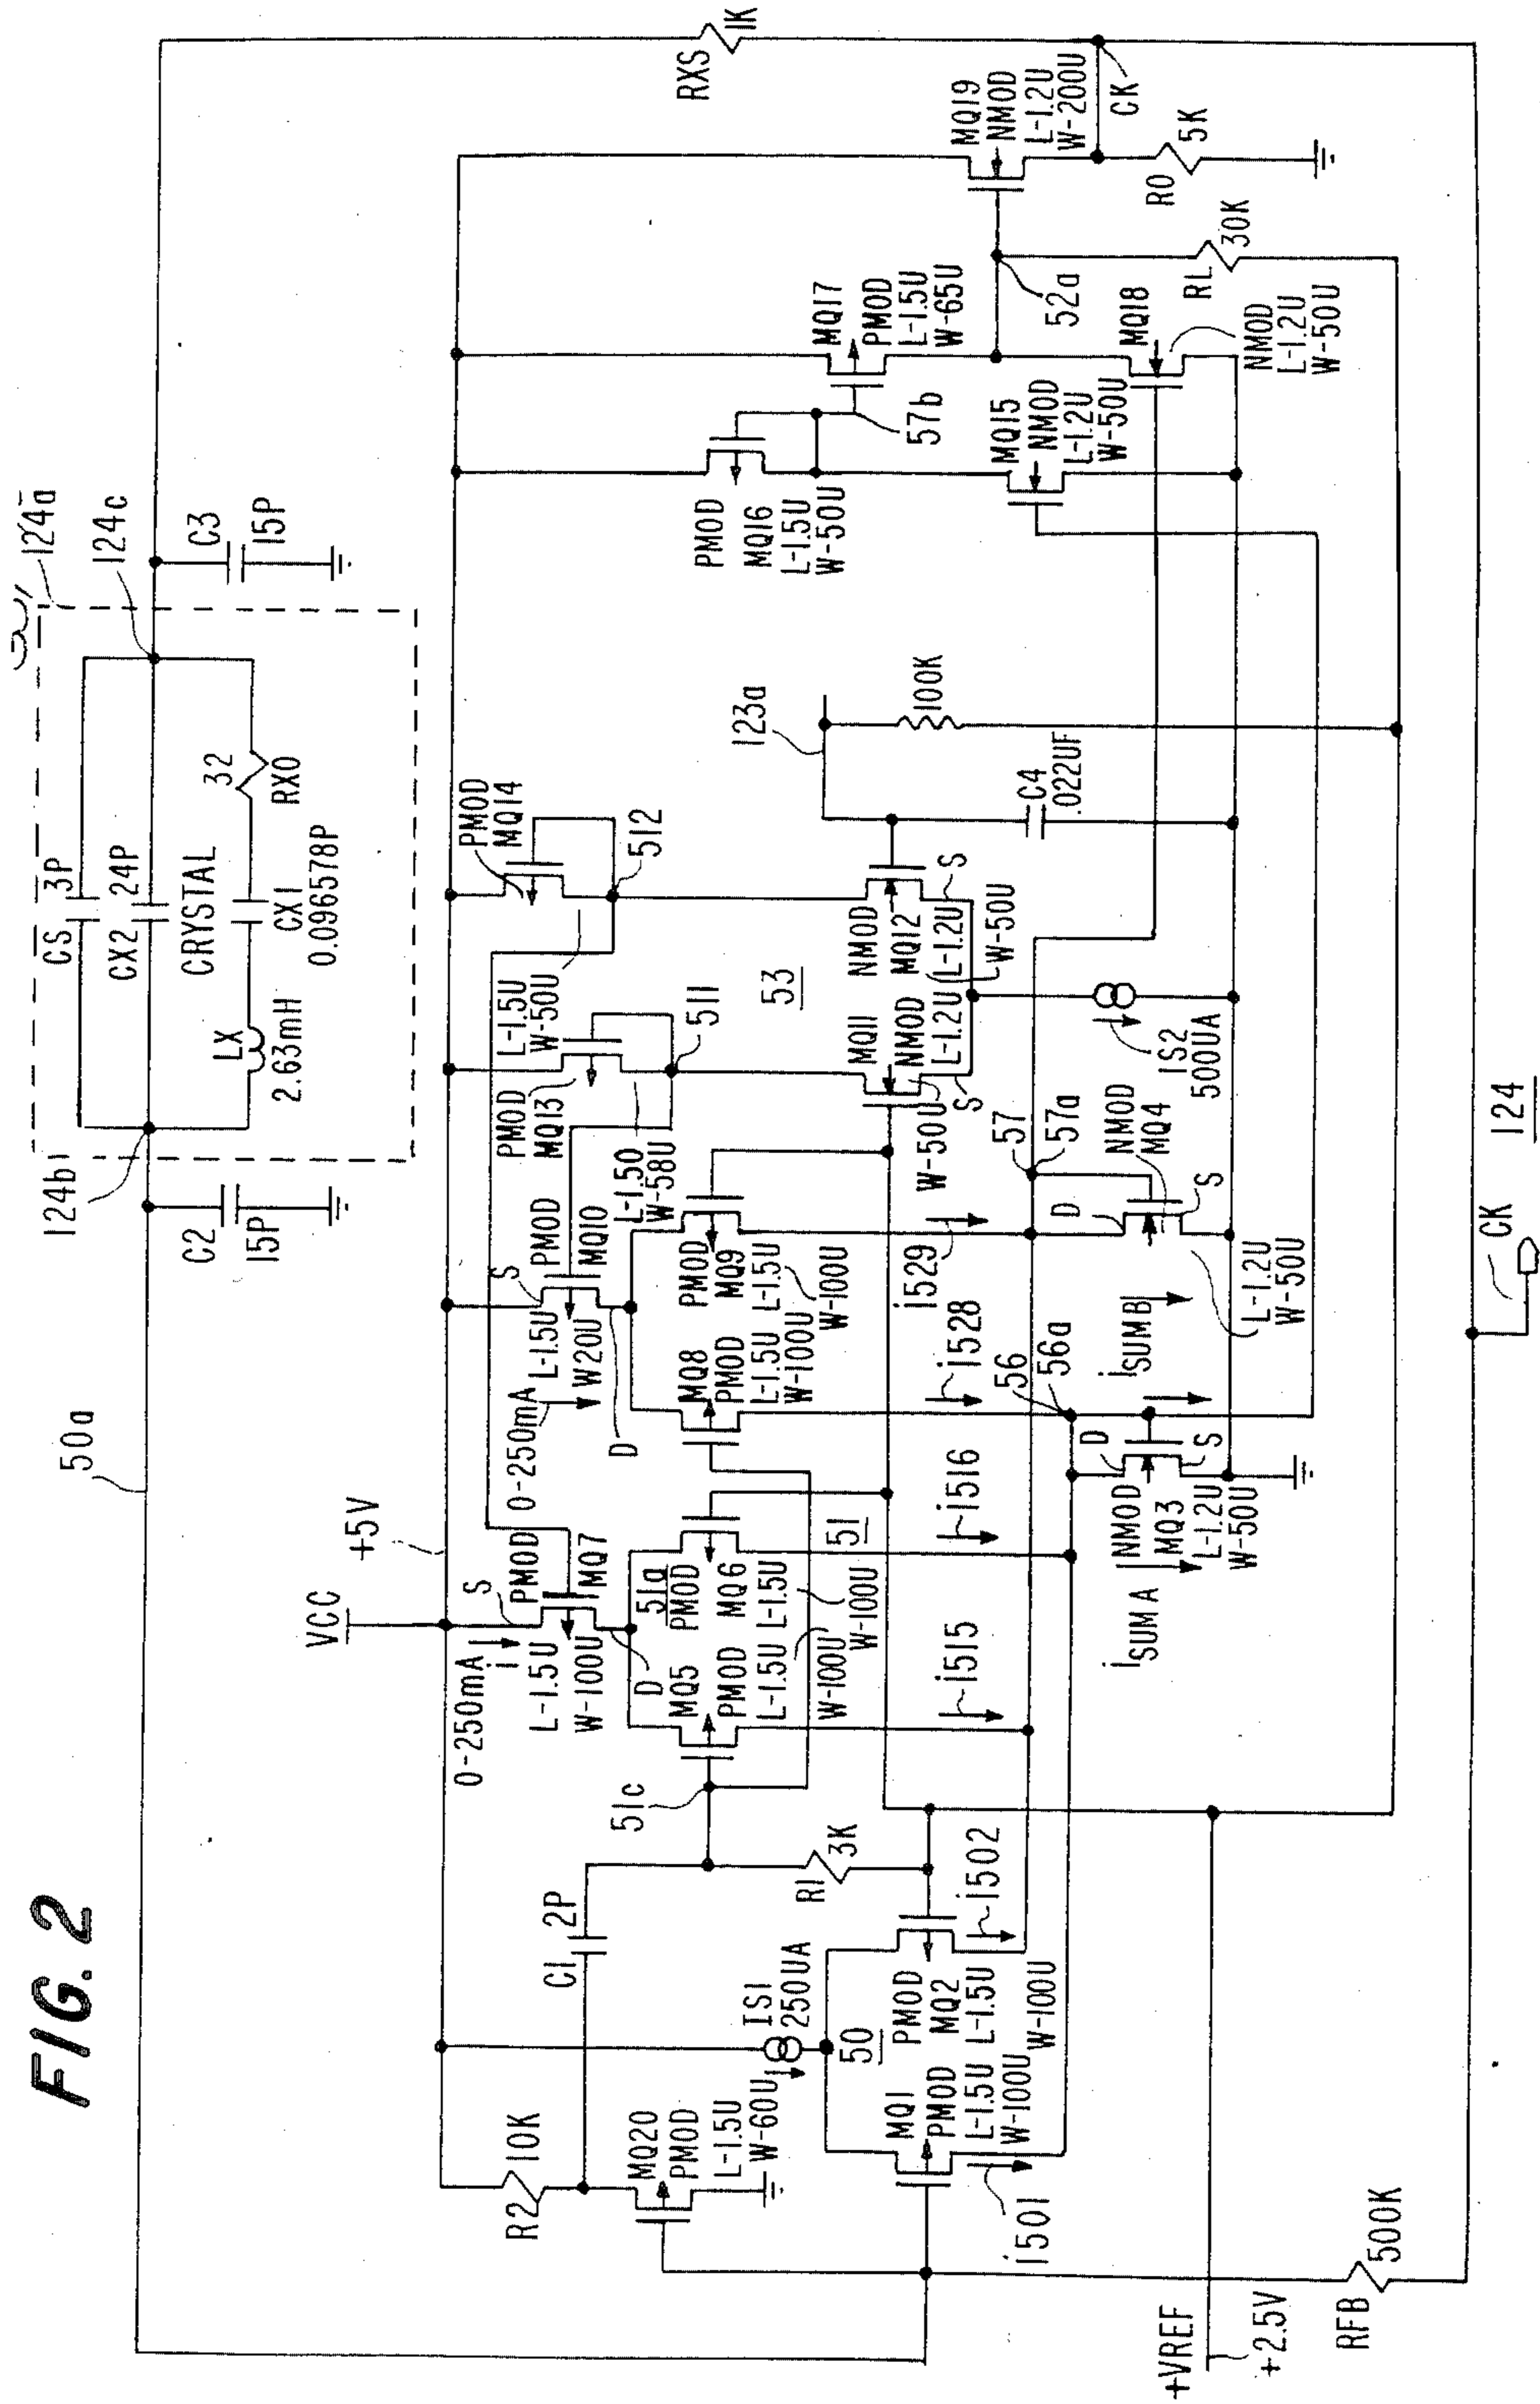 FIG. 2
50a
124b
C2
15P
CS 3P
CX2 24P
CRYSTAL
LX
2.63mH
CX1
0.096578P
32
RXO
124a
124c
C3
15P
RXS
1K
VCC
+5V
R2
10K
MQ20
PMOD
L-1.5U
W-60U
C1
2P
IS1
250UA
50
MQ1
PMOD
L-1.5U
W-100U
PMOD
MQ2
L-1.5U
W-100U
i501
i502
R1
3K
51c
0-250mA
i
S
PMOD
MQ7
L-1.5U
W-100U
D
51a
MQ5
PMOD
L-1.5U
W-100U
PMOD
MQ6
L-1.5U
W-100U
51
i515
i516
0-250mA
L-1.5U
W20U
S
PMOD
MQ10
D
MQ8
PMOD
L-1.5U
W-100U
PMOD
MQ9
L-1.5U
W-100U
i528
i529
PMOD
MQ13
L-1.50
W-58U
511
L-1.5U
W-50U
PMOD
MQ14
512
53
MQ11
NMOD
L-1.2U
W-50U
S
NMOD
MQ12
L-1.2U
W-50U
S
IS2
500UA
123a
100K
C4
.022UF
56
56a
D
S
iSUM A
NMOD
MQ3
L-1.2U
W-50U
57
57a
D
S
iSUM B
NMOD
MQ4
L-1.2U
W-50U
PMOD
MQ16
L-1.5U
W-50U
57b
MQ17
PMOD
L-1.5U
W-65U
MQ15
NMOD
L-1.2U
W-50U
MQ18
NMOD
L-1.2U
W-50U
52a
RL
30K
MQ19
NMOD
L-1.2U
W-200U
CK
RO
5K
+VREF
+2.5V
RFB
500K
CK
124